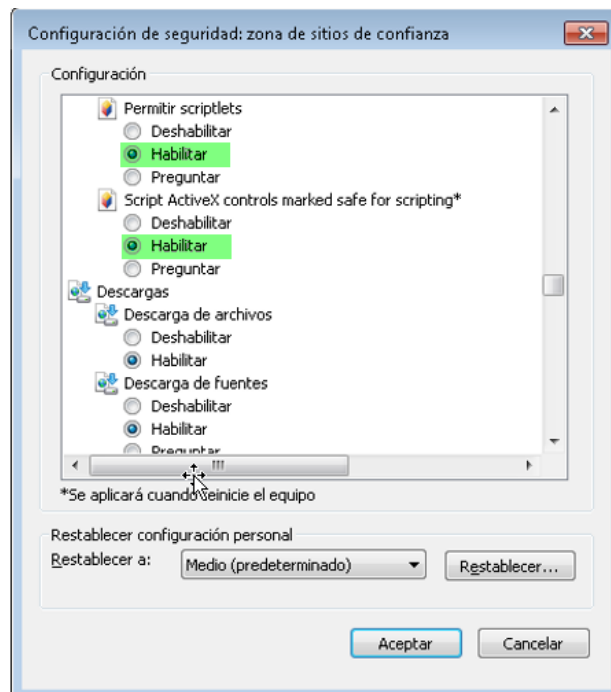 Configuración de seguridad: zona de sitios de confianza
Configuración
Permitir scriptlets
Deshabilitar
Habilitar
Preguntar
Script ActiveX controls marked safe for scripting*
Deshabilitar
Habilitar
Preguntar
Descargas
Descarga de archivos
Deshabilitar
Habilitar
Descarga de fuentes
Deshabilitar
Habilitar
Preguntar
*Se aplicará cuando reinicie el equipo
Restablecer configuración personal
Restablecer a: Medio (predeterminado) Restablecer...
Aceptar Cancelar